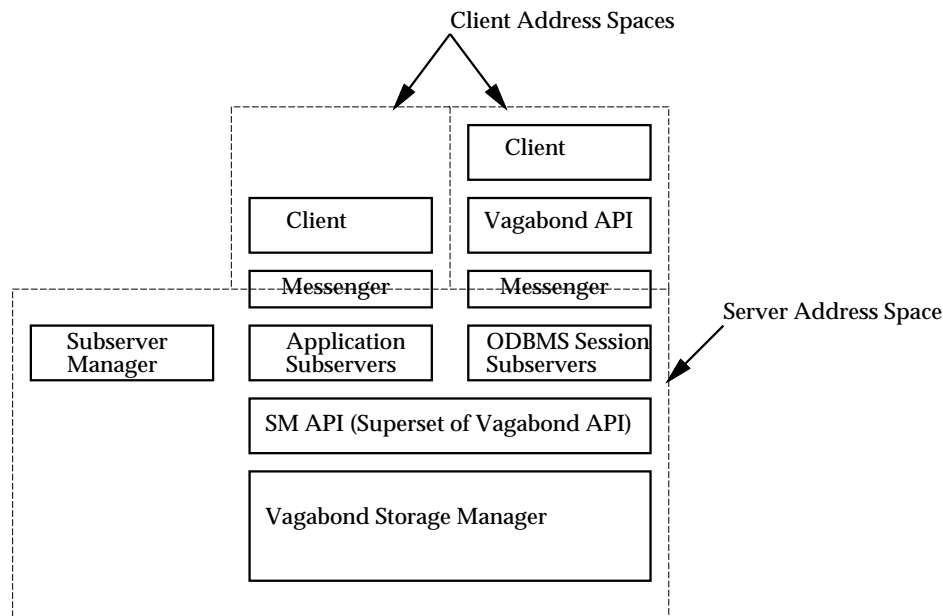 Client Address Spaces
Client
Client
Vagabond API
Messenger
Messenger
Server Address Space
Subserver
Manager
Application
Subservers
ODBMS Session
Subservers
SM API (Superset of Vagabond API)
Vagabond Storage Manager